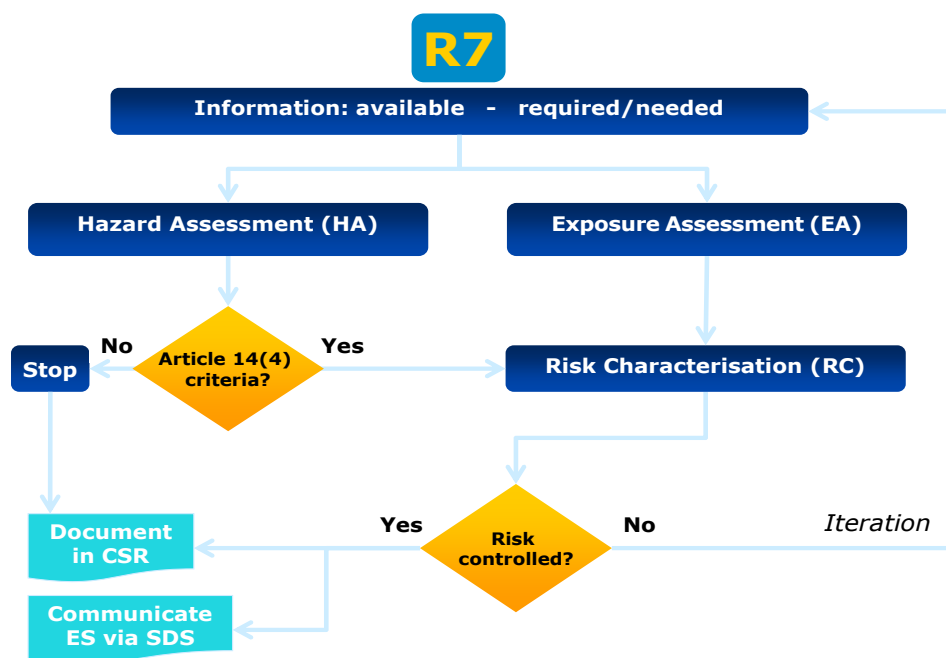 R7
Information: available - required/needed
Hazard Assessment (HA)
Exposure Assessment (EA)
No
Article 14(4)
criteria?
Yes
Stop
Risk Characterisation (RC)
Document
in CSR
Yes
Risk
controlled?
No
Iteration
Communicate
ES via SDS